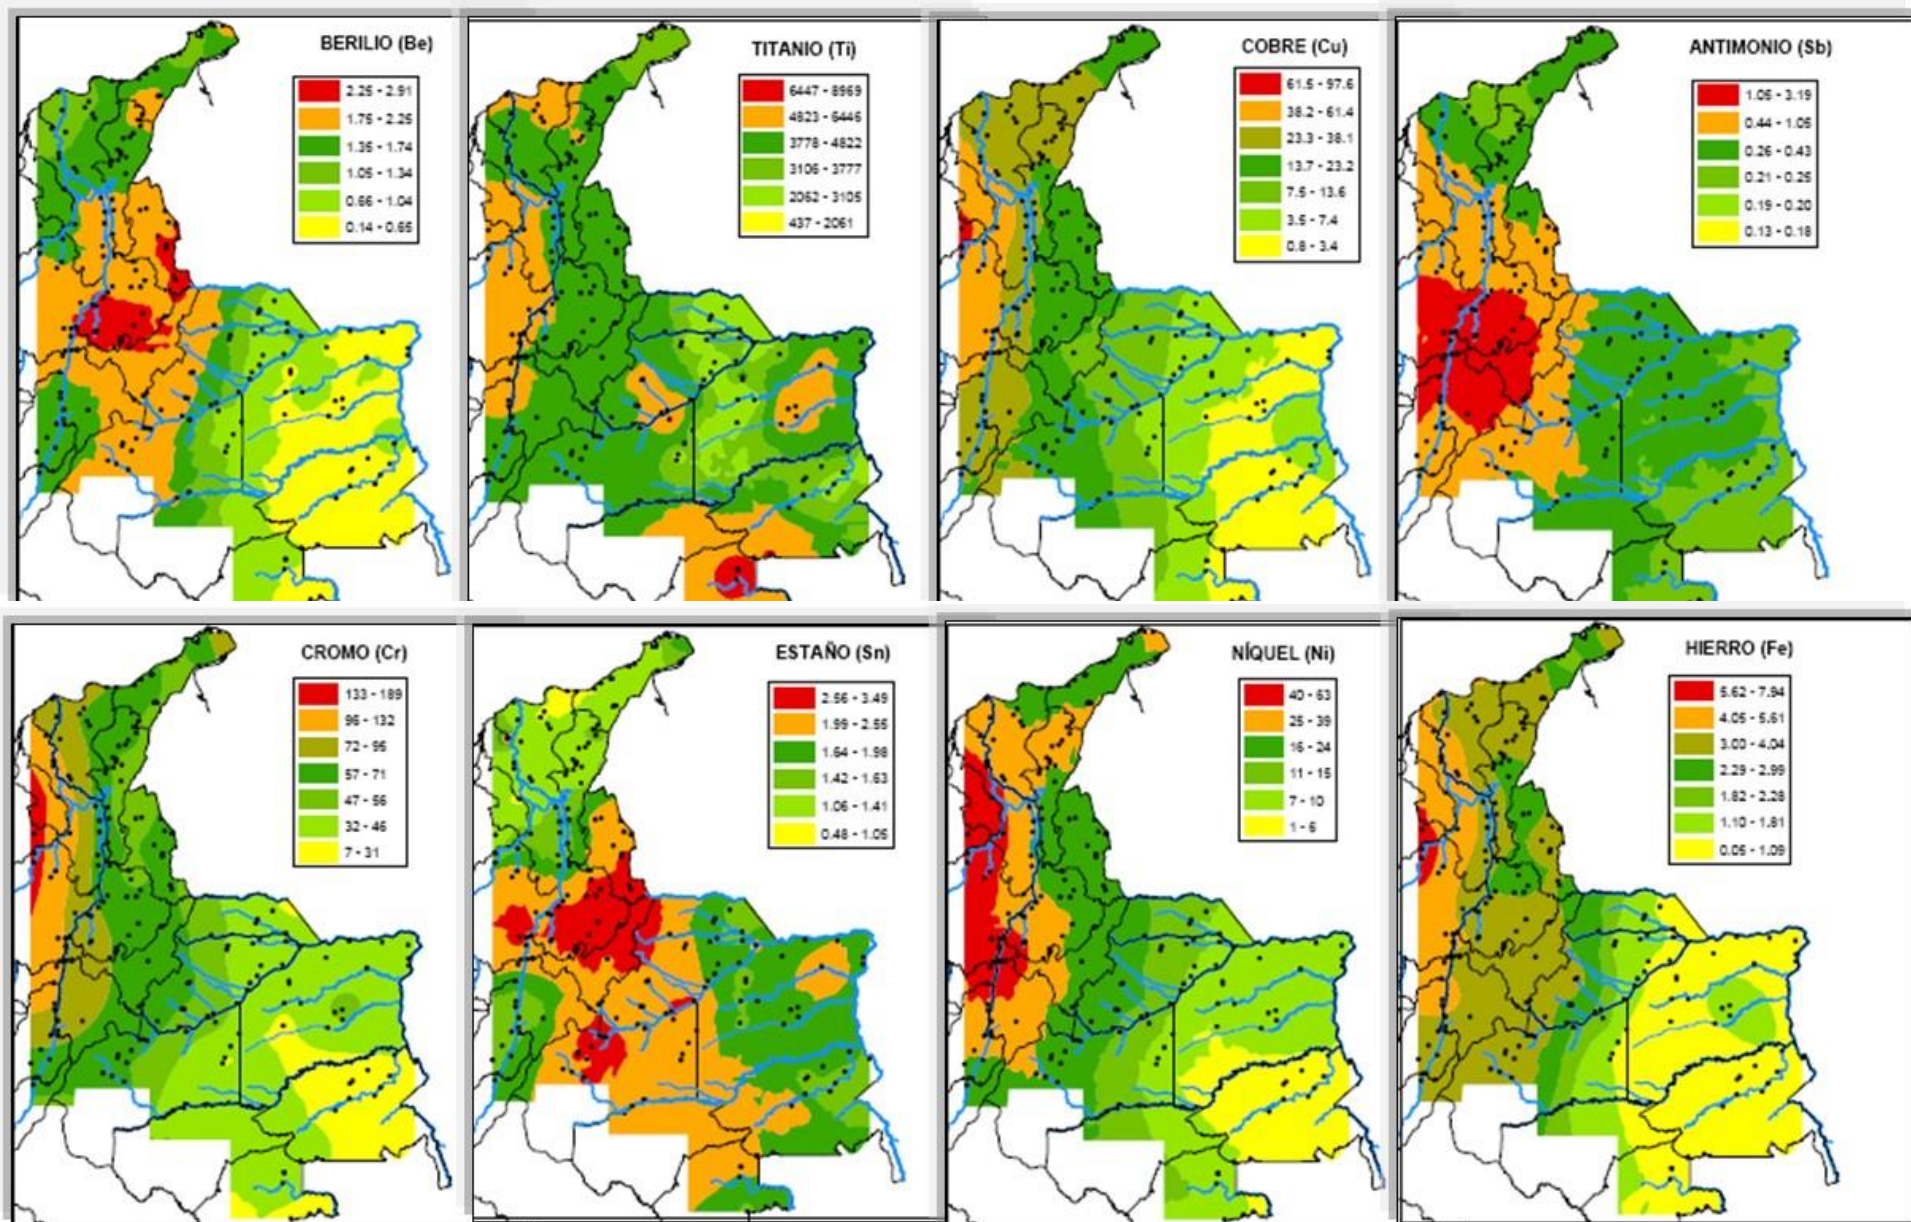 BERILIO (Be)
2.25 - 2.91
1.75 - 2.25
1.35 - 1.74
1.05 - 1.34
0.66 - 1.04
0.14 - 0.65
TITANIO (Ti)
6447 - 8969
4823 - 6446
3778 - 4822
3106 - 3777
2062 - 3105
437 - 2061
COBRE (Cu)
61.5 - 97.6
38.2 - 61.4
23.3 - 38.1
13.7 - 23.2
7.5 - 13.6
3.5 - 7.4
0.8 - 3.4
ANTIMONIO (Sb)
1.05 - 3.19
0.44 - 1.05
0.26 - 0.43
0.21 - 0.25
0.19 - 0.20
0.13 - 0.18
CROMO (Cr)
133 - 189
96 - 132
72 - 95
57 - 71
47 - 56
32 - 46
7 - 31
ESTAÑO (Sn)
2.56 - 3.49
1.99 - 2.55
1.64 - 1.98
1.42 - 1.63
1.06 - 1.41
0.48 - 1.05
NÍQUEL (Ni)
40 - 63
25 - 39
16 - 24
11 - 15
7 - 10
1 - 6
HIERRO (Fe)
5.62 - 7.94
4.05 - 5.61
3.00 - 4.04
2.29 - 2.99
1.82 - 2.28
1.10 - 1.81
0.05 - 1.09